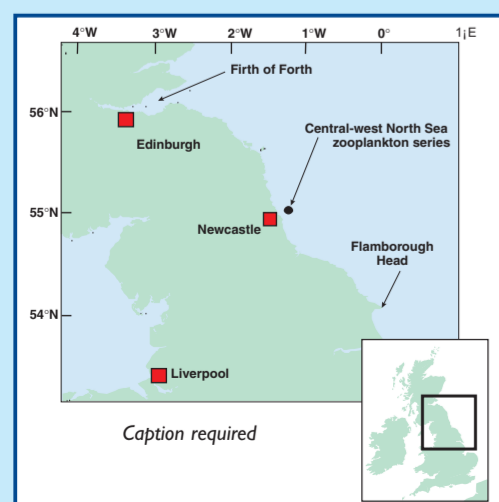 4°W 3°W 2°W 1°W 0° 1¡E
Firth of Forth
56°N
Edinburgh
Central-west North Sea
zooplankton series
55°N
Newcastle
Flamborough
Head
54°N
Liverpool
Caption required